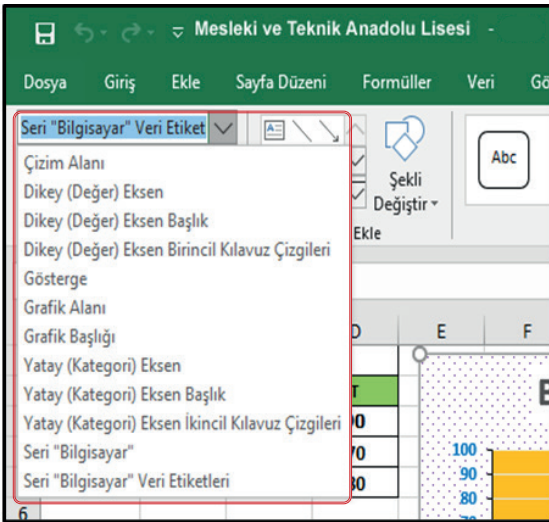 Mesleki ve Teknik Anadolu Lisesi -
Dosya Giriş Ekle Sayfa Düzeni Formüller Veri
Seri "Bilgisayar" Veri Etiket
Şekli
Değiştir
Abc
Ekle
Çizim Alanı
Dikey (Değer) Eksen
Dikey (Değer) Eksen Başlık
Dikey (Değer) Eksen Birincil Kılavuz Çizgileri
Gösterge
Grafik Alanı
Grafik Başlığı
Yatay (Kategori) Eksen
Yatay (Kategori) Eksen Başlık
Yatay (Kategori) Eksen İkincil Kılavuz Çizgileri
Seri "Bilgisayar"
Seri "Bilgisayar" Veri Etiketleri
E F
100
90
80
6